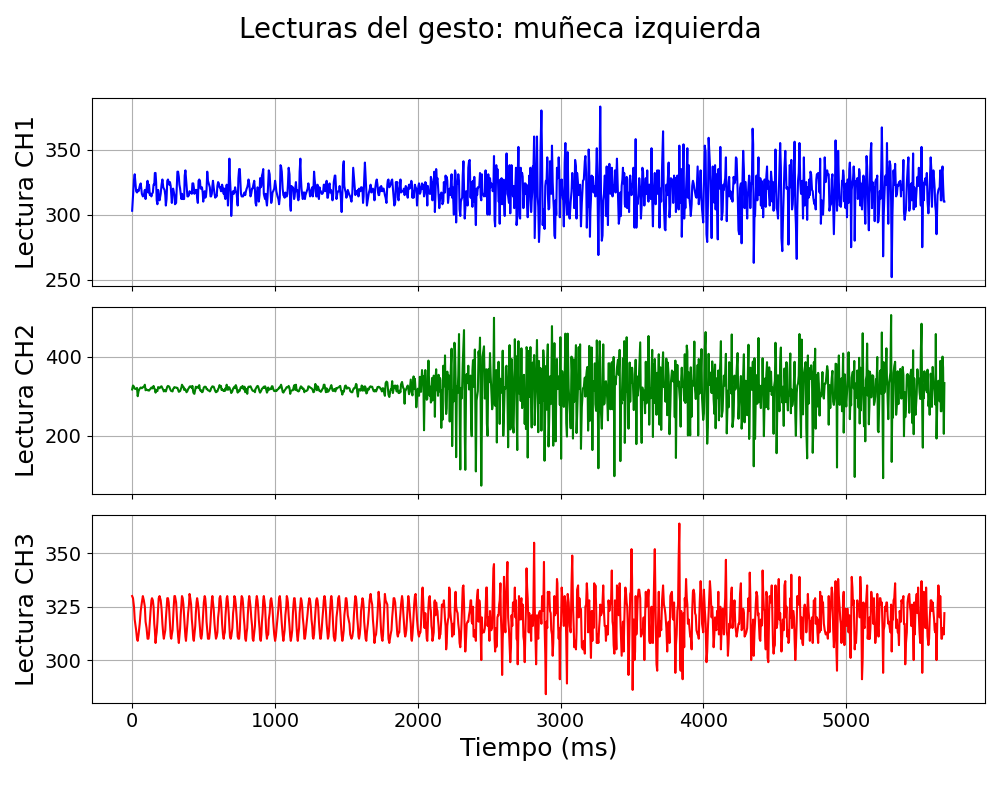 Lecturas del gesto: muñeca izquierda
Lectura CH1
350
300
250
Lectura CH2
400
200
Lectura CH3
350
325
300
0 1000 2000 3000 4000 5000
Tiempo (ms)